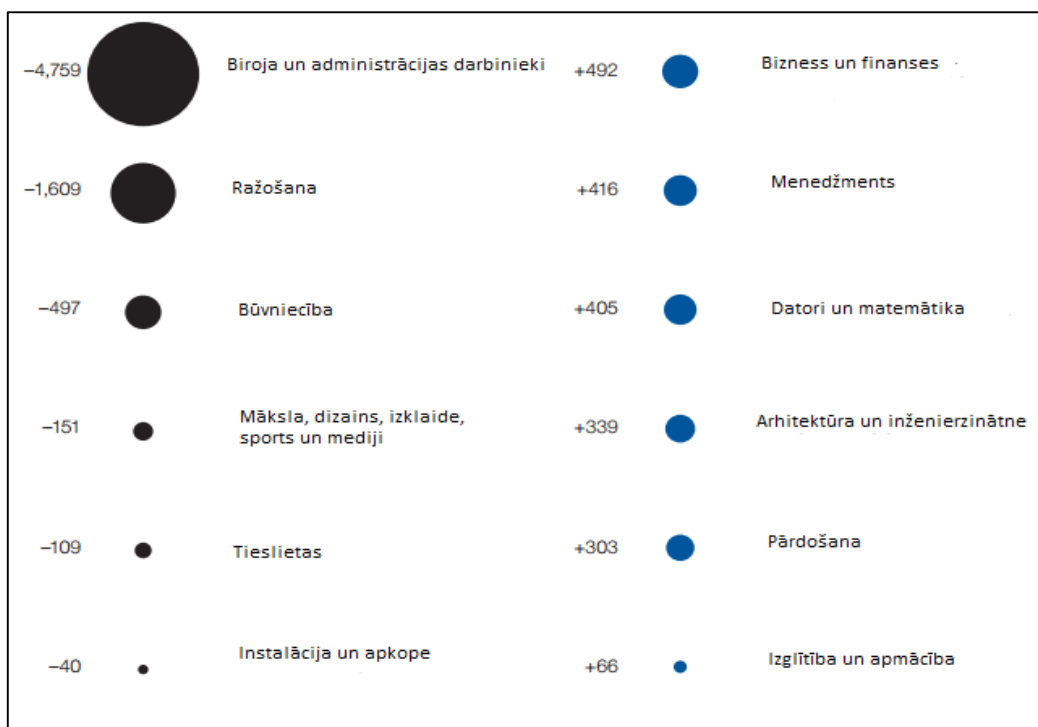 −4,759 Biroja un administrācijas darbinieki
−1,609 Ražošana
−497 Būvniecība
−151 Māksla, dizains, izklaide,
sports un mediji
−109 Tieslietas
−40 Instalācija un apkope
+492 Bizness un finanses
+416 Menedžments
+405 Datori un matemātika
+339 Arhitektūra un inženierzinātne
+303 Pārdošana
+66 Izglītība un apmācība